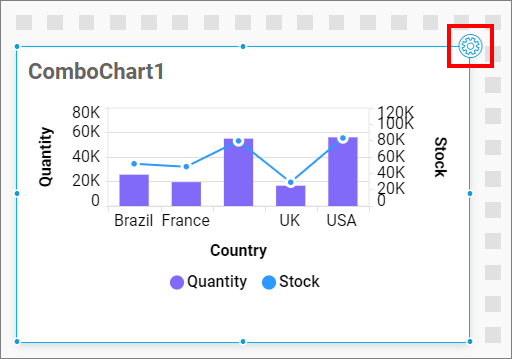 ComboChart1
80K
60K
40K
20K
0
Quantity
120K
100K
80K
60K
40K
20K
0
Stock
Brazil France UK USA
Country
Quantity Stock